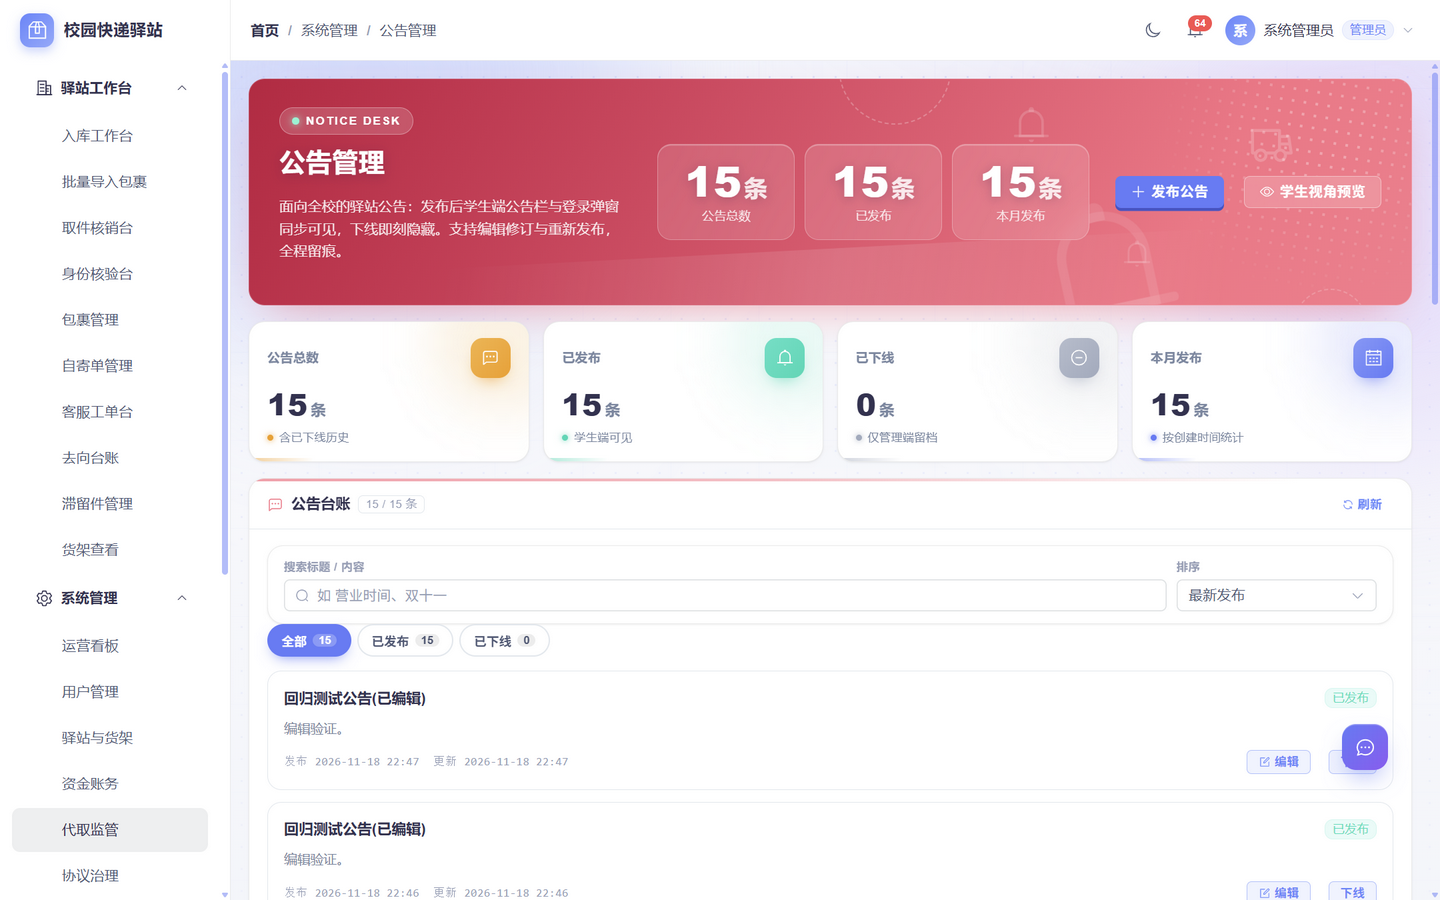 校园快递驿站
首页 / 系统管理 / 公告管理
64
系 系统管理员 管理员
驿站工作台
入库工作台
批量导入包裹
取件核销台
身份核验台
包裹管理
自寄单管理
客服工单台
去向台账
滞留件管理
货架查看
系统管理
运营看板
用户管理
驿站与货架
资金账务
代取监管
协议治理
NOTICE DESK
公告管理
面向全校的驿站公告：发布后学生端公告栏与登录弹窗
同步可见，下线即刻隐藏。支持编辑修订与重新发布，
全程留痕。
15条
公告总数
15条
已发布
15条
本月发布
发布公告
学生视角预览
公告总数
15条
含已下线历史
已发布
15条
学生端可见
已下线
0条
仅管理端留档
本月发布
15条
按创建时间统计
公告台账 15 / 15 条
刷新
搜索标题 / 内容
如 营业时间、双十一
排序
最新发布
全部 15
已发布 15
已下线 0
回归测试公告(已编辑)
已发布
编辑验证。
发布 2026-11-18 22:47 更新 2026-11-18 22:47
编辑
回归测试公告(已编辑)
已发布
编辑验证。
发布 2026-11-18 22:46 更新 2026-11-18 22:46
编辑
下线